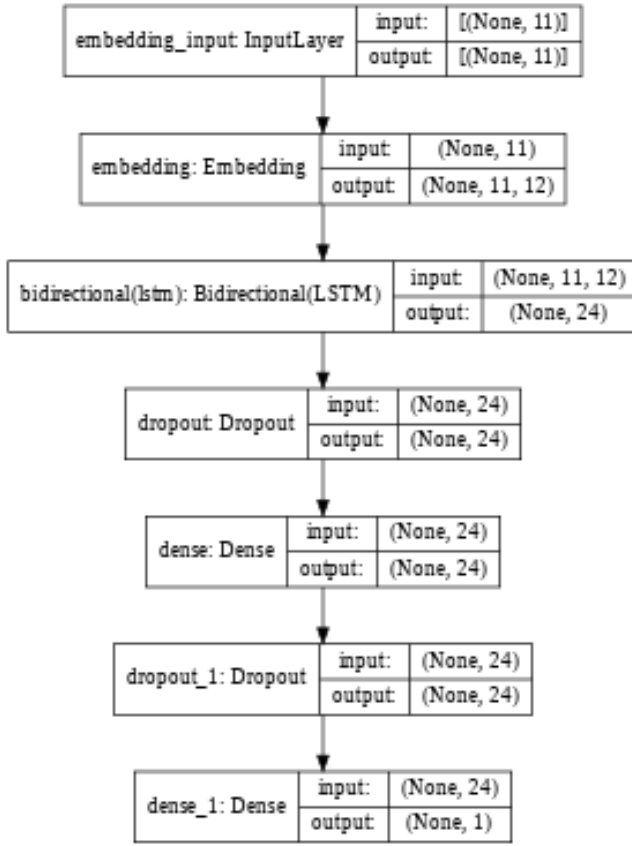 embedding_input: InputLayer
input: [(None, 11)]
output: [(None, 11)]
embedding: Embedding
input: (None, 11)
output: (None, 11, 12)
bidirectional(lstm): Bidirectional(LSTM)
input: (None, 11, 12)
output: (None, 24)
dropout: Dropout
input: (None, 24)
output: (None, 24)
dense: Dense
input: (None, 24)
output: (None, 24)
dropout_1: Dropout
input: (None, 24)
output: (None, 24)
dense_1: Dense
input: (None, 24)
output: (None, 1)